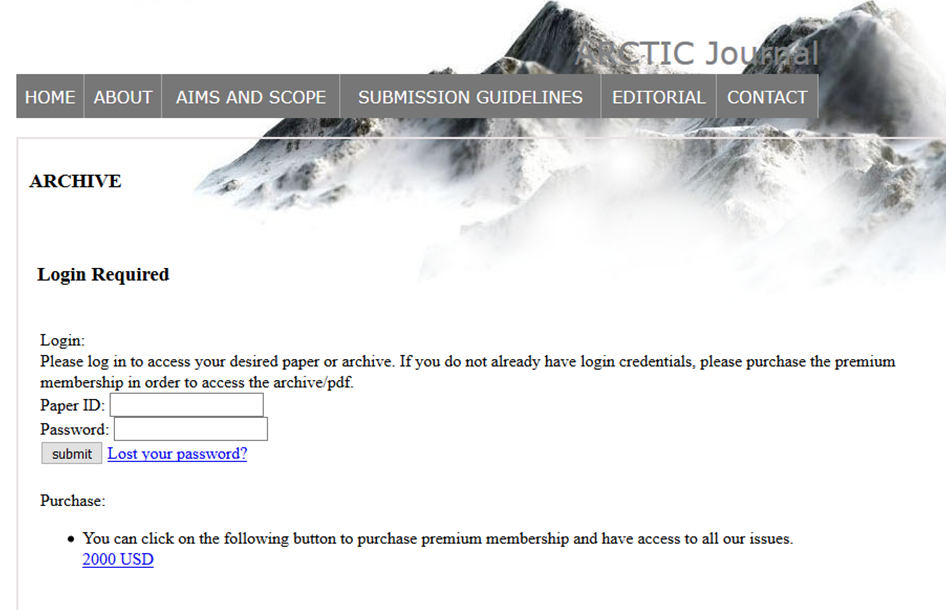 ARCTIC Journal
HOME ABOUT AIMS AND SCOPE SUBMISSION GUIDELINES EDITORIAL CONTACT
ARCHIVE
Login Required
Login:
Please log in to access your desired paper or archive. If you do not already have login credentials, please purchase the premium
membership in order to access the archive/pdf.
Paper ID:
Password:
submit Lost your password?
Purchase:
• You can click on the following button to purchase premium membership and have access to all our issues.
2000 USD